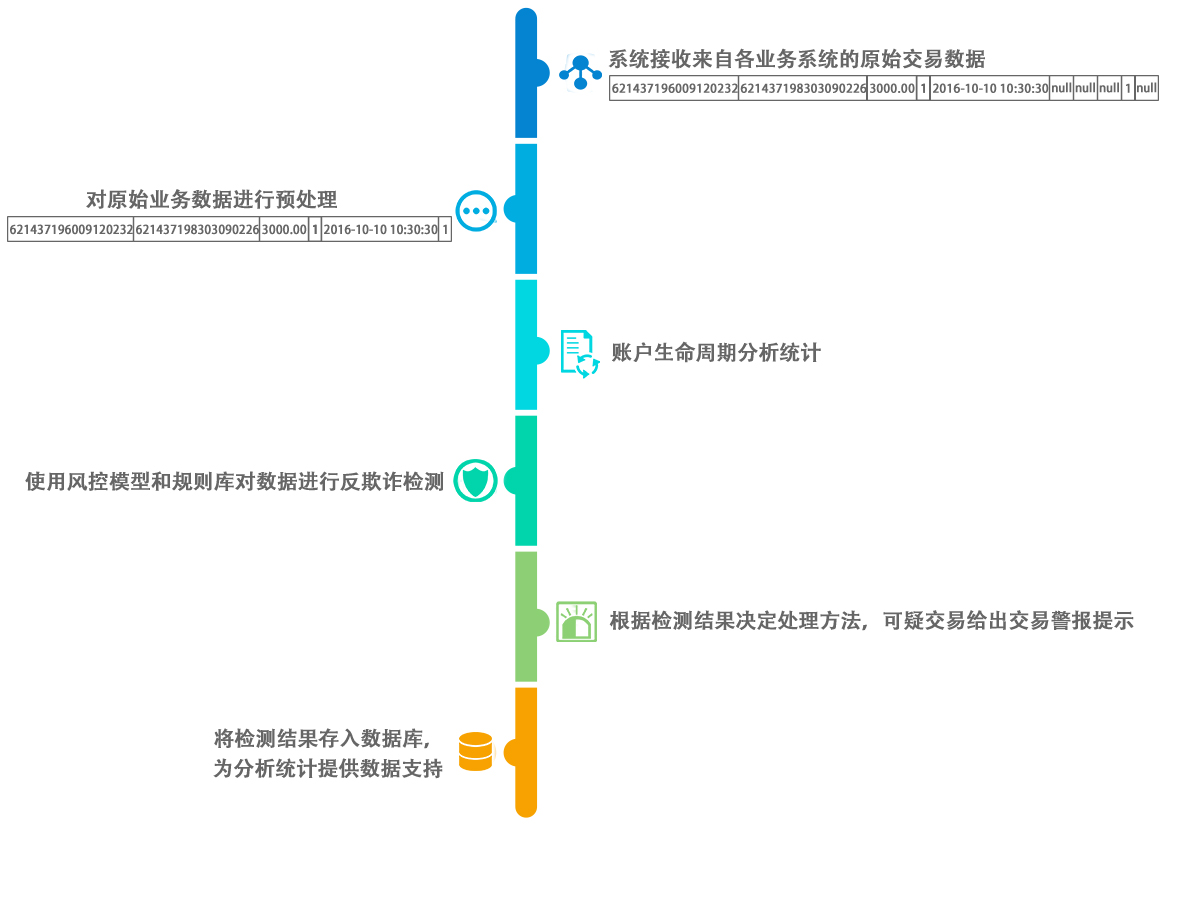 系统接收来自各业务系统的原始交易数据
621437196009120232 621437198303090226 3000.00 1 2016-10-10 10:30:30 null null null 1 null
对原始业务数据进行预处理
621437196009120232 621437198303090226 3000.00 1 2016-10-10 10:30:30 1
账户生命周期分析统计
使用风控模型和规则库对数据进行反欺诈检测
根据检测结果决定处理方法，可疑交易给出交易警报提示
将检测结果存入数据库，
为分析统计提供数据支持